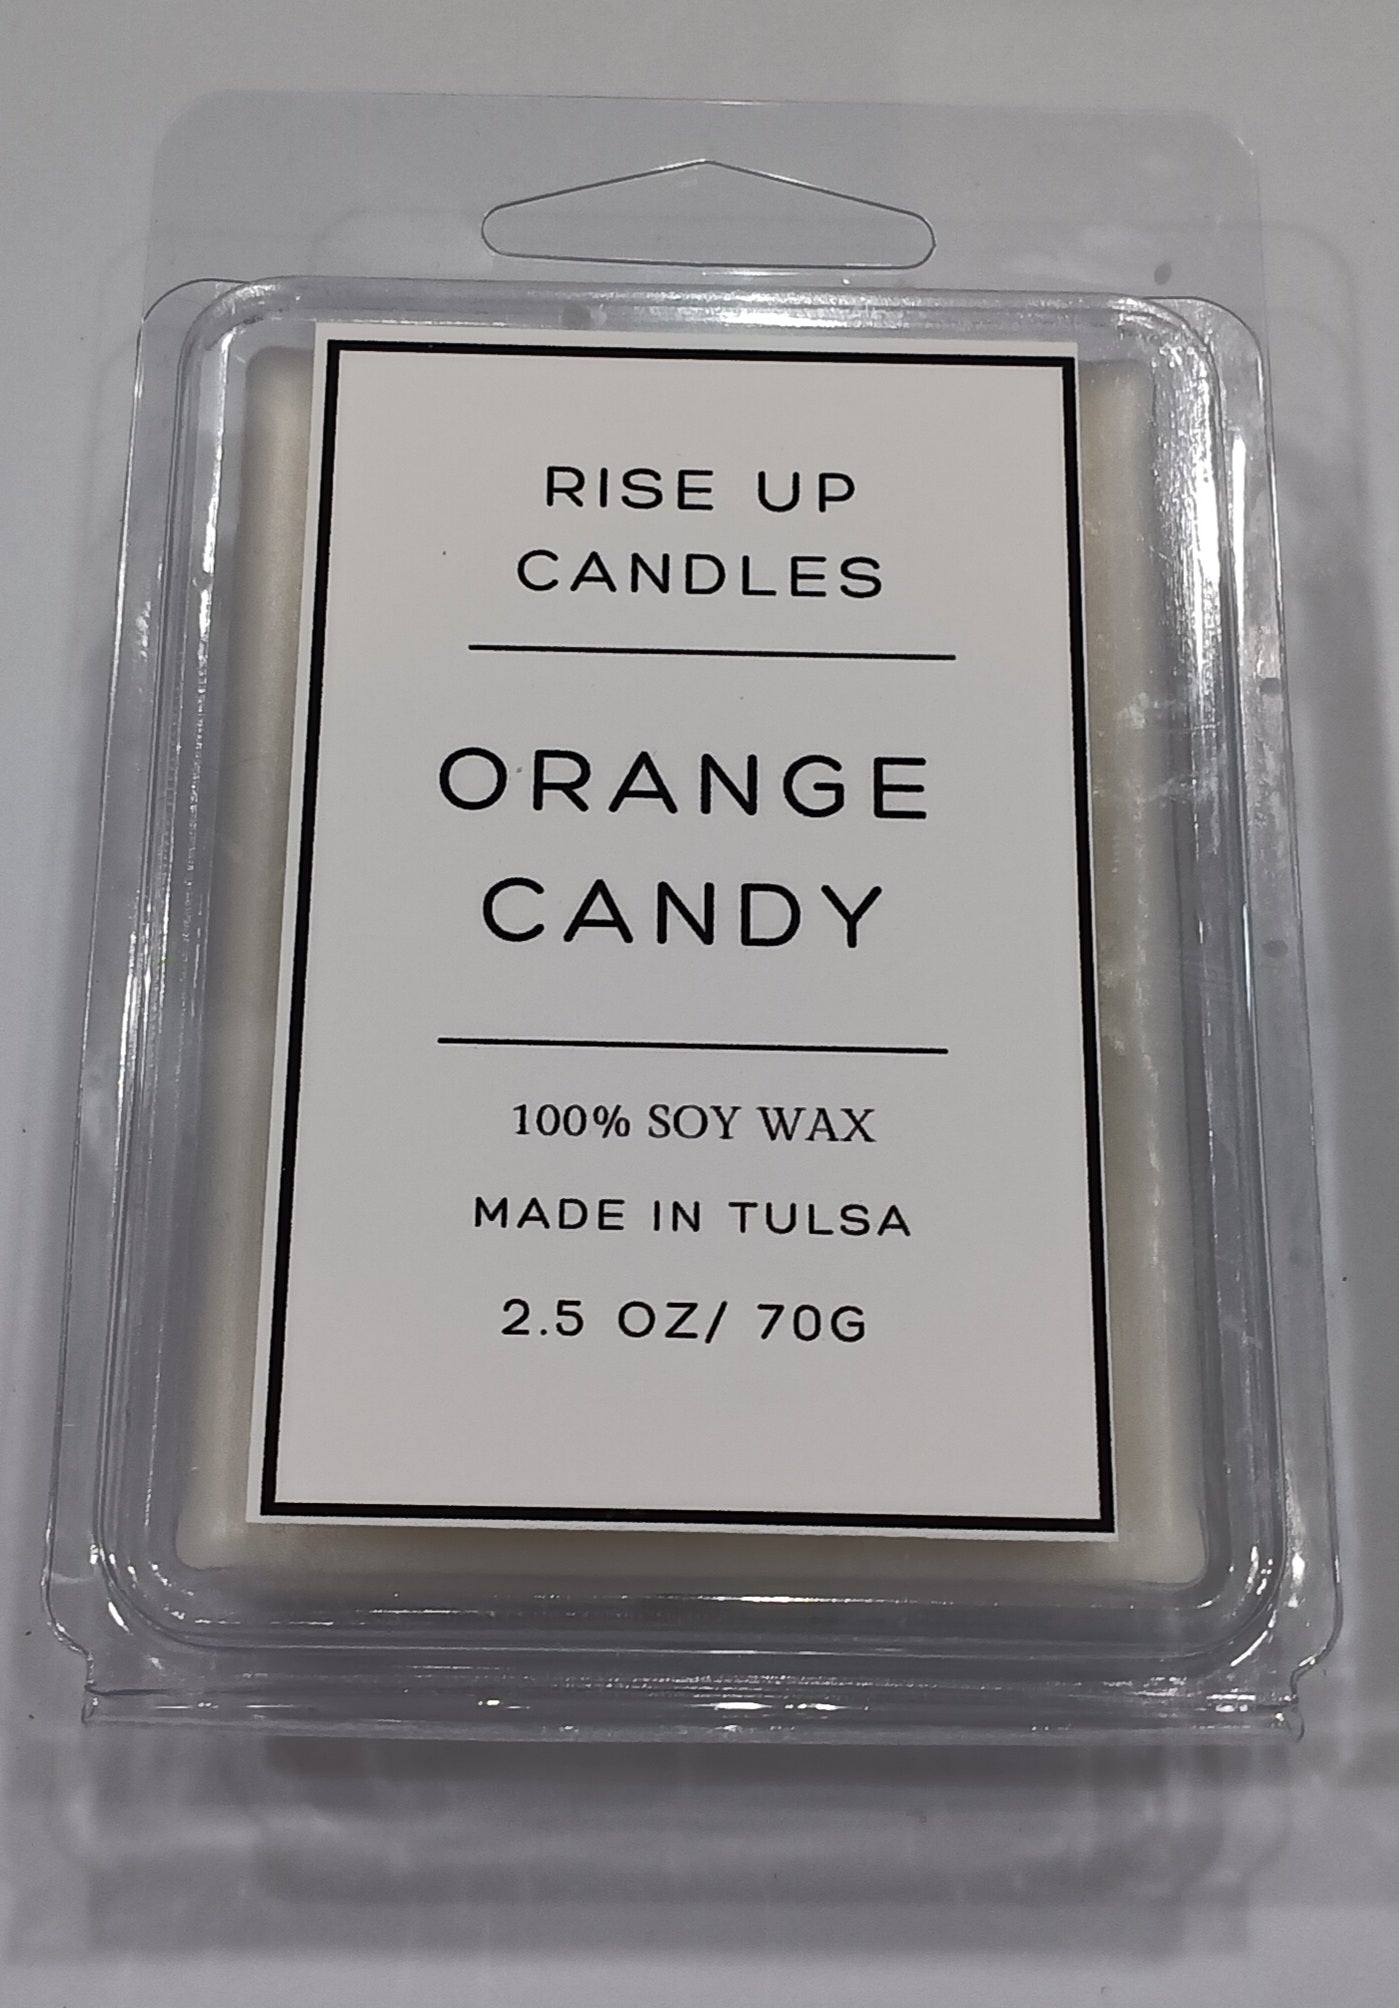 RISE UP
CANDLES
ORANGE
CANDY
100% SOY WAX
MADE IN TULSA
2.5 OZ/ 70G